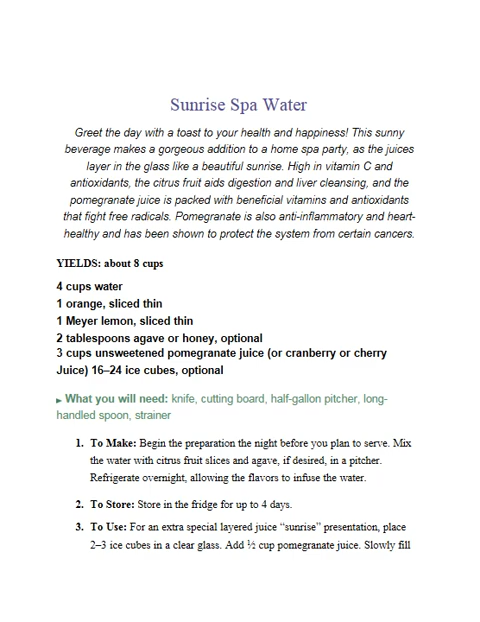 Sunrise Spa Water
Greet the day with a toast to your health and happiness! This sunny
beverage makes a gorgeous addition to a home spa party, as the juices
layer in the glass like a beautiful sunrise. High in vitamin C and
antioxidants, the citrus fruit aids digestion and liver cleansing, and the
pomegranate juice is packed with beneficial vitamins and antioxidants
that fight free radicals. Pomegranate is also anti-inflammatory and heart-
healthy and has been shown to protect the system from certain cancers.
YIELDS: about 8 cups
4 cups water
1 orange, sliced thin
1 Meyer lemon, sliced thin
2 tablespoons agave or honey, optional
3 cups unsweetened pomegranate juice (or cranberry or cherry
Juice) 16–24 ice cubes, optional
▸ What you will need: knife, cutting board, half-gallon pitcher, long-
handled spoon, strainer
1. To Make: Begin the preparation the night before you plan to serve. Mix
the water with citrus fruit slices and agave, if desired, in a pitcher.
Refrigerate overnight, allowing the flavors to infuse the water.
2. To Store: Store in the fridge for up to 4 days.
3. To Use: For an extra special layered juice “sunrise” presentation, place
2–3 ice cubes in a clear glass. Add ½ cup pomegranate juice. Slowly fill